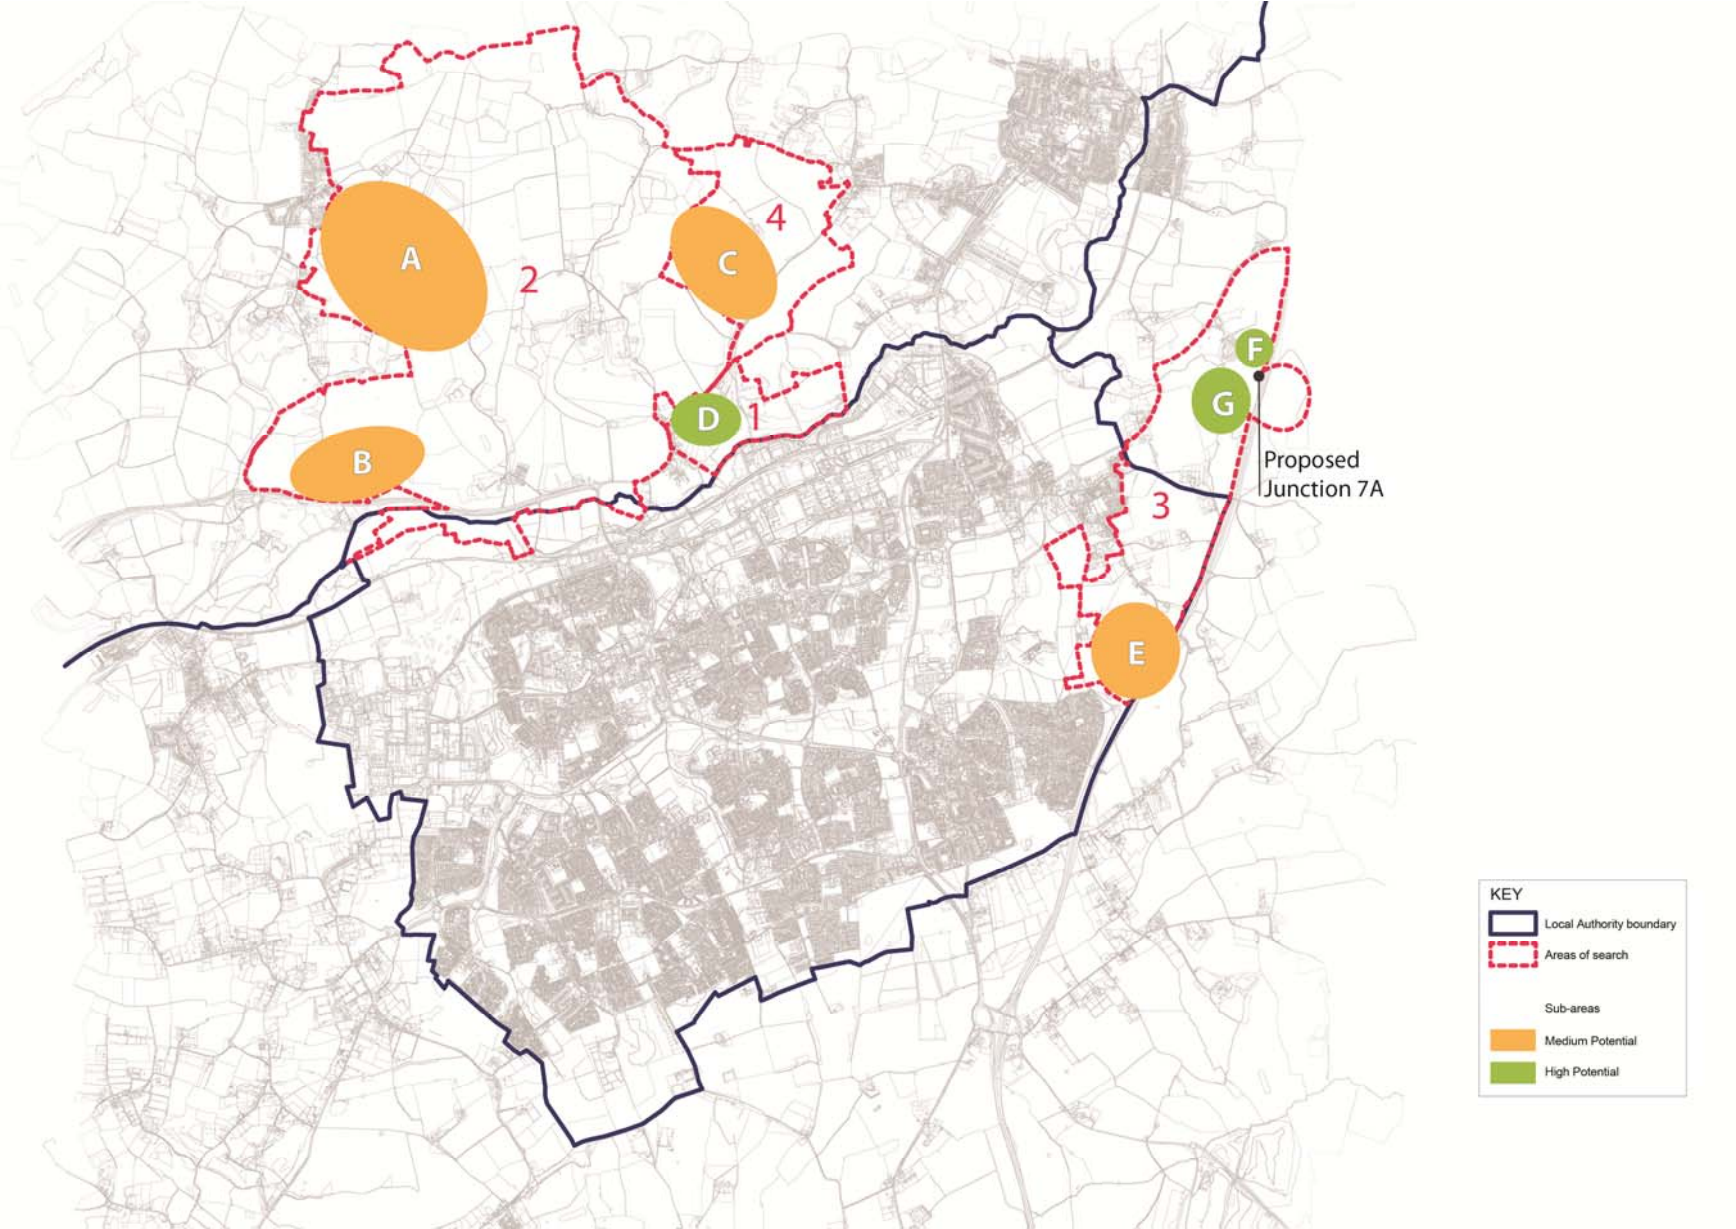 4
A
C
2
F
G
D
1
B
Proposed
Junction 7A
3
E
KEY
Local Authority boundary
Areas of search
Sub-areas
Medium Potential
High Potential